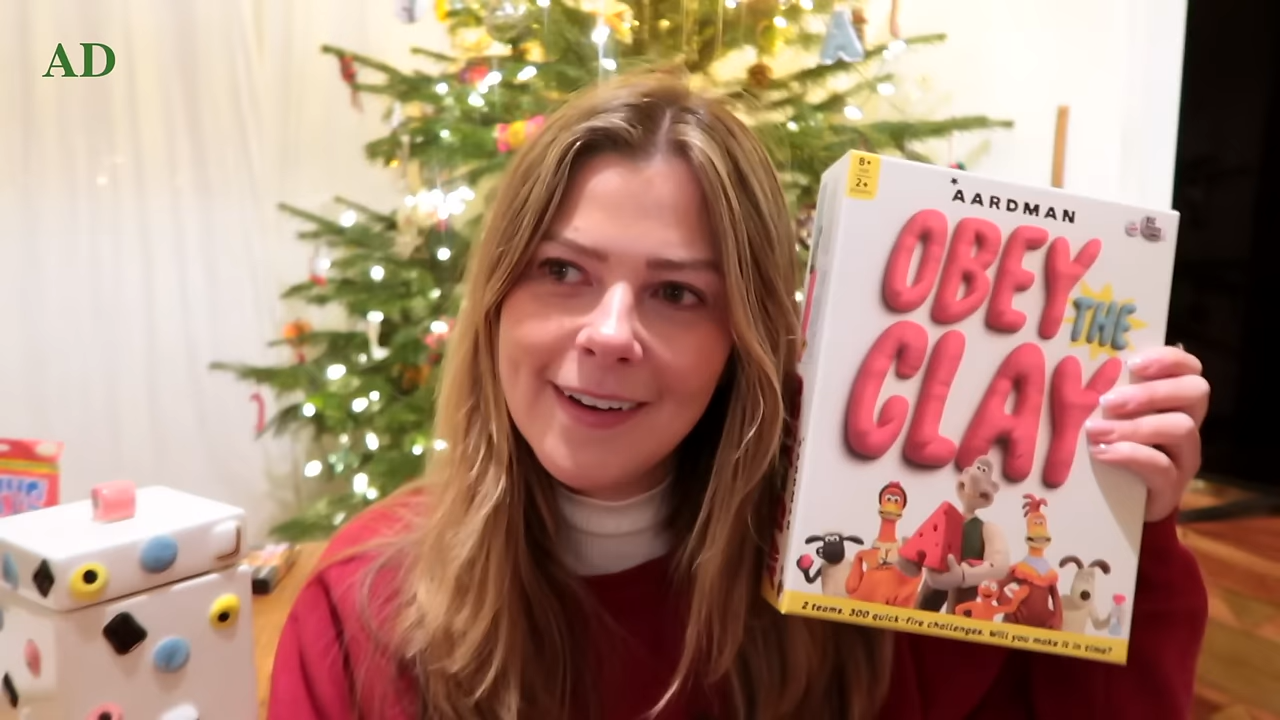 AD
8+
2+
AARDMAN
OBEY
THE
CLAY
2 teams. 300 quick-fire challenges. Will you make it in time?